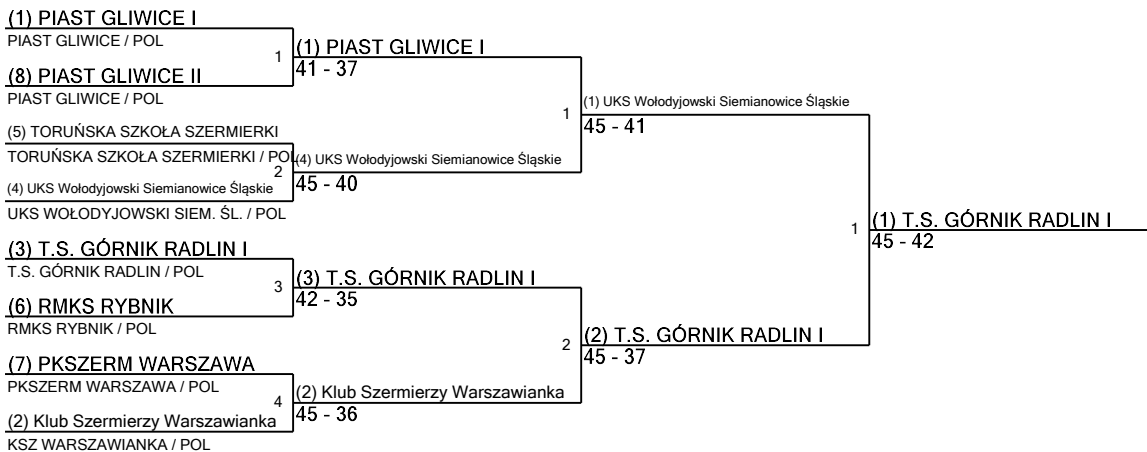 (1) PIAST GLIWICE I
PIAST GLIWICE / POL
1
(8) PIAST GLIWICE II
PIAST GLIWICE / POL
(5) TORUŃSKA SZKOŁA SZERMIERKI
TORUŃSKA SZKOŁA SZERMIERKI / POL
2
(4) UKS Wołodyjowski Siemianowice Śląskie
UKS WOŁODYJOWSKI SIEM. ŚL. / POL
(3) T.S. GÓRNIK RADLIN I
T.S. GÓRNIK RADLIN / POL
3
(6) RMKS RYBNIK
RMKS RYBNIK / POL
(7) PKSZERM WARSZAWA
PKSZERM WARSZAWA / POL
4
(2) Klub Szermierzy Warszawianka
KSZ WARSZAWIANKA / POL
(1) PIAST GLIWICE I
41 - 37
1
(4) UKS Wołodyjowski Siemianowice Śląskie
45 - 40
(3) T.S. GÓRNIK RADLIN I
42 - 35
2
(2) Klub Szermierzy Warszawianka
45 - 36
(1) UKS Wołodyjowski Siemianowice Śląskie
45 - 41
1
(2) T.S. GÓRNIK RADLIN I
45 - 37
(1) T.S. GÓRNIK RADLIN I
45 - 42